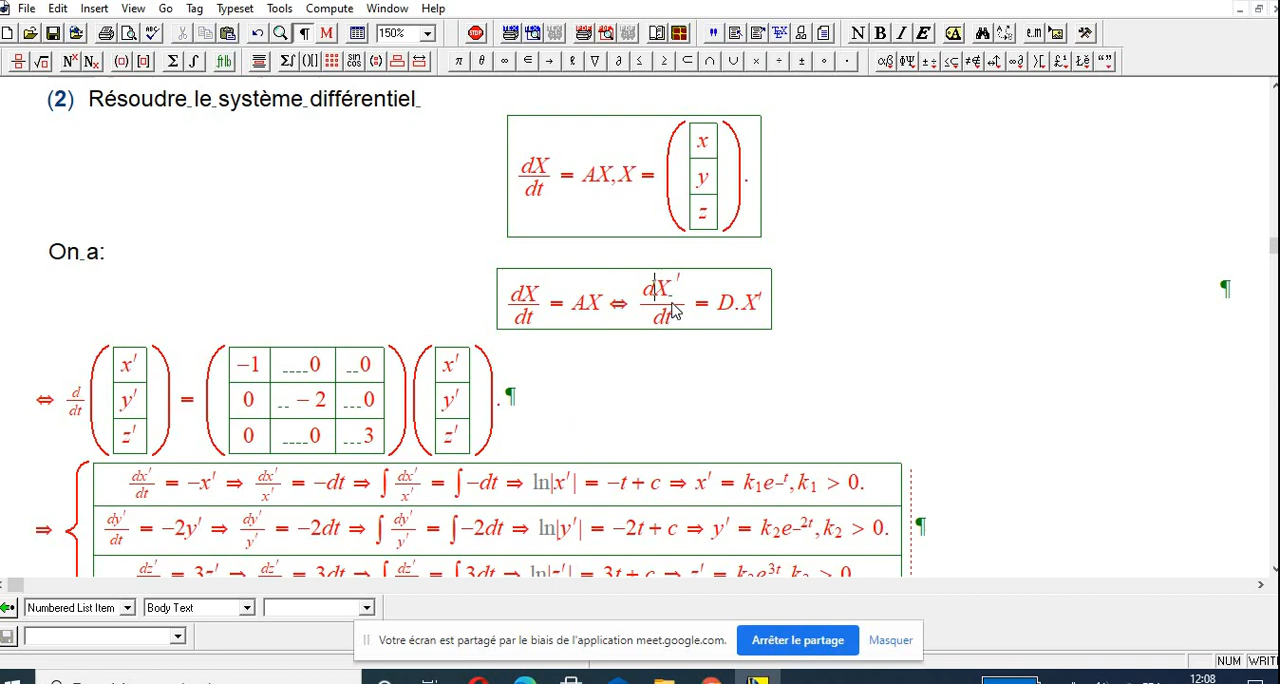 File Edit Insert View Go Tag Typeset Tools Compute Window Help
150%
(2) Résoudre le système différentiel
dX/dt = AX, X = ( x y z ).
On a:
dX/dt = AX ⇔ dX'/dt = D.X'
⇔ d/dt ( x' y' z' ) = ( −1 0 0 0 −2 0 0 0 3 ) ( x' y' z' ).
⇒ { dx'/dt = −x' ⇒ dx'/x' = −dt ⇒ ∫ dx'/x' = ∫ −dt ⇒ ln|x'| = −t + c ⇒ x' = k₁e⁻ᵗ, k₁ > 0.
dy'/dt = −2y' ⇒ dy'/y' = −2dt ⇒ ∫ dy'/y' = ∫ −2dt ⇒ ln|y'| = −2t + c ⇒ y' = k₂e⁻²ᵗ, k₂ > 0.
Numbered List Item Body Text
Votre écran est partagé par le biais de l'application meet.google.com. Arrêter le partage Masquer
NUM WRITI
12:08